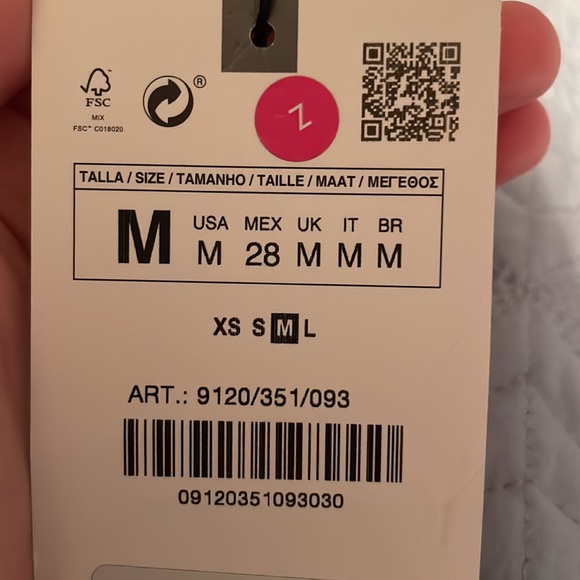 FSC
MIX
FSC™ C018020
®
Z
TALLA / SIZE / TAMANHO / TAILLE / MAAT / ΜΕΓΕΘΟΣ
M
USA MEX UK IT BR
M 28 M M M
XS S M L
ART.: 9120/351/093
09120351093030